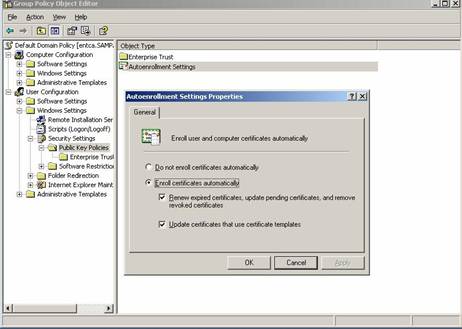 Group Policy Object Editor
File Action View Help
Default Domain Policy [entca.SAMP
Computer Configuration
Software Settings
Windows Settings
Administrative Templates
User Configuration
Software Settings
Windows Settings
Remote Installation Ser
Scripts (Logon/Logoff)
Security Settings
Public Key Policies
Enterprise Trus
Software Restrictio
Folder Redirection
Internet Explorer Maint
Administrative Templates
Object Type
Enterprise Trust
Autoenrollment Settings
Autoenrollment Settings Properties
General
Enroll user and computer certificates automatically
Do not enroll certificates automatically
Enroll certificates automatically
Renew expired certificates, update pending certificates, and remove
revoked certificates
Update certificates that use certificate templates
OK Cancel Apply